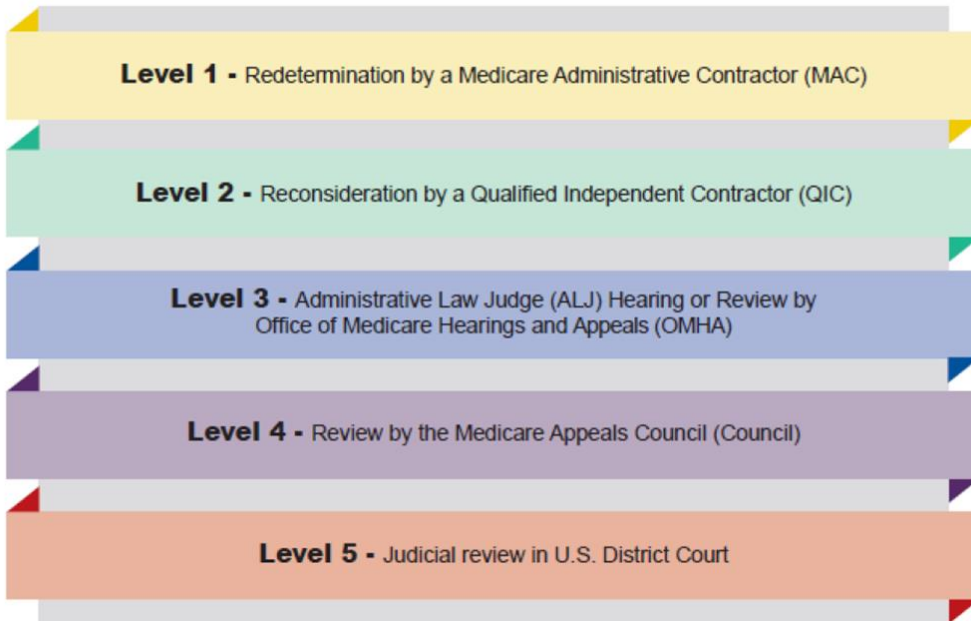 Level 1 - Redetermination by a Medicare Administrative Contractor (MAC)
Level 2 - Reconsideration by a Qualified Independent Contractor (QIC)
Level 3 - Administrative Law Judge (ALJ) Hearing or Review by
Office of Medicare Hearings and Appeals (OMHA)
Level 4 - Review by the Medicare Appeals Council (Council)
Level 5 - Judicial review in U.S. District Court